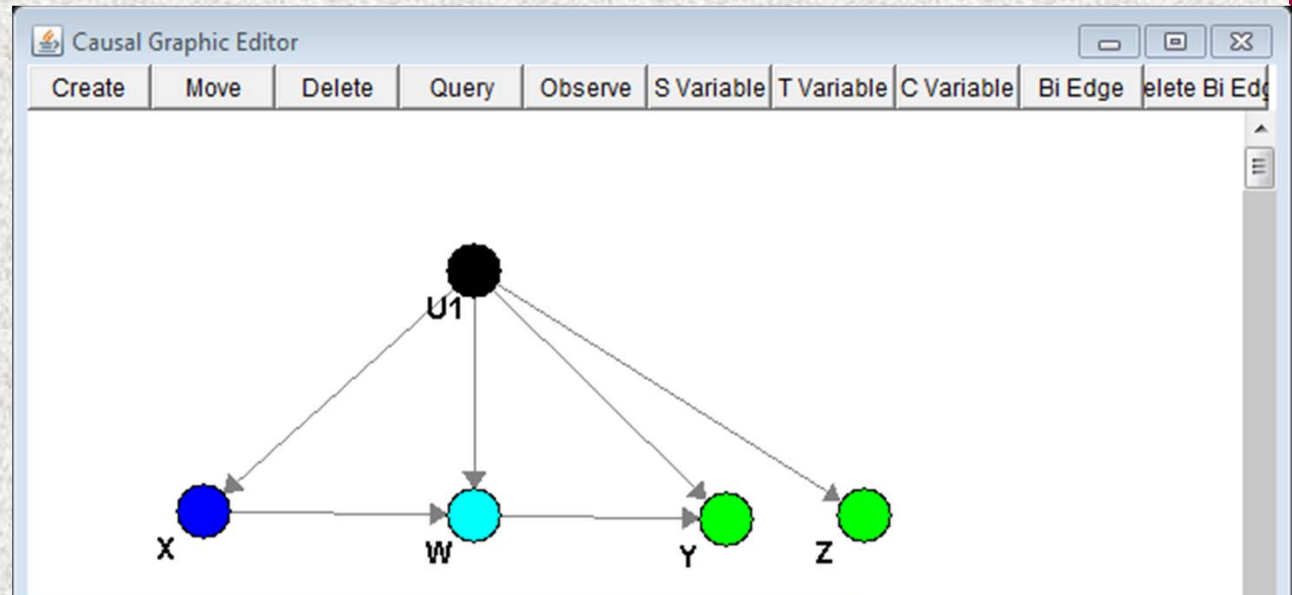 Causal Graphic Editor
Create Move Delete Query Observe S Variable T Variable C Variable Bi Edge elete Bi Edg
U1
X W Y Z